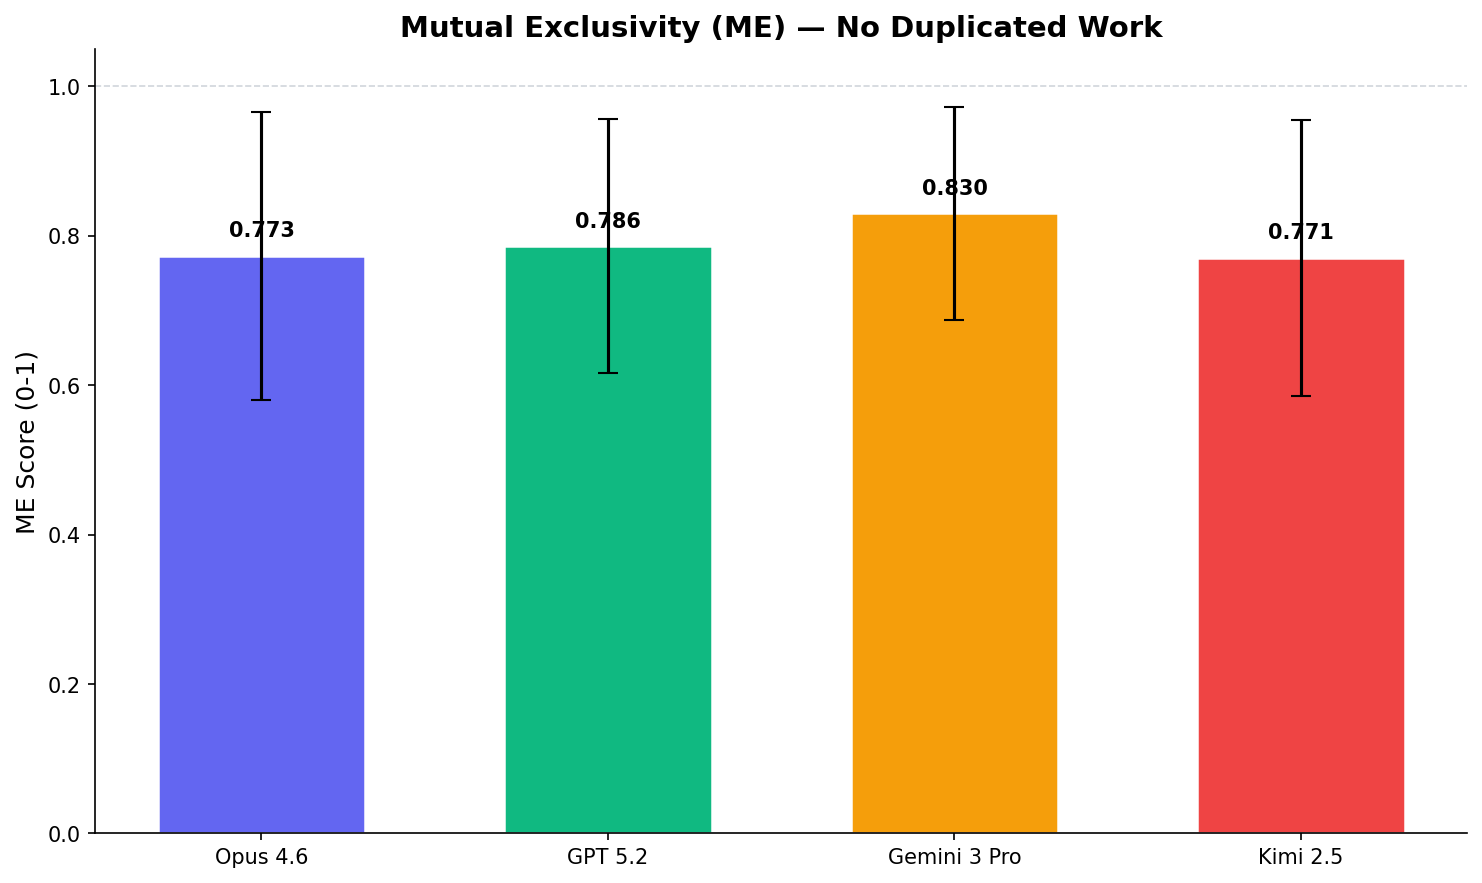 Mutual Exclusivity (ME) — No Duplicated Work
ME Score (0-1)
1.0
0.8
0.6
0.4
0.2
0.0
0.773
0.786
0.830
0.771
Opus 4.6
GPT 5.2
Gemini 3 Pro
Kimi 2.5